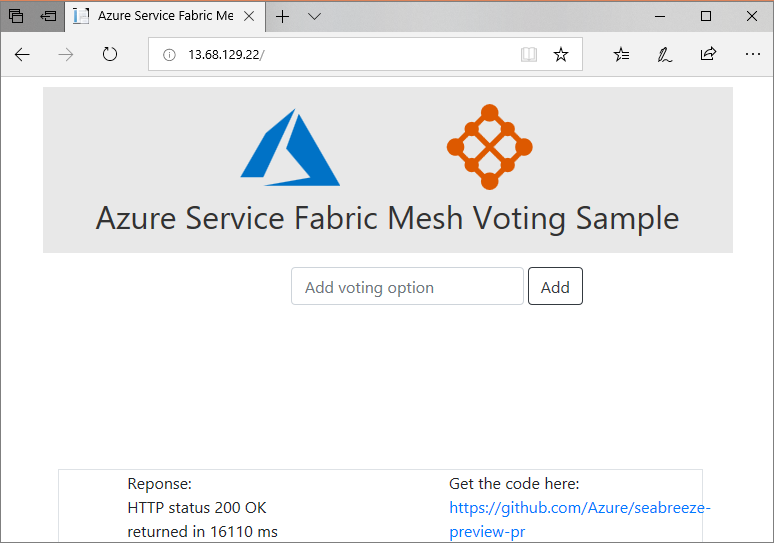 Azure Service Fabric Me
13.68.129.22/
Azure Service Fabric Mesh Voting Sample
Add voting option
Add
Reponse:
HTTP status 200 OK
returned in 16110 ms
Get the code here:
https://github.com/Azure/seabreeze-
preview-pr